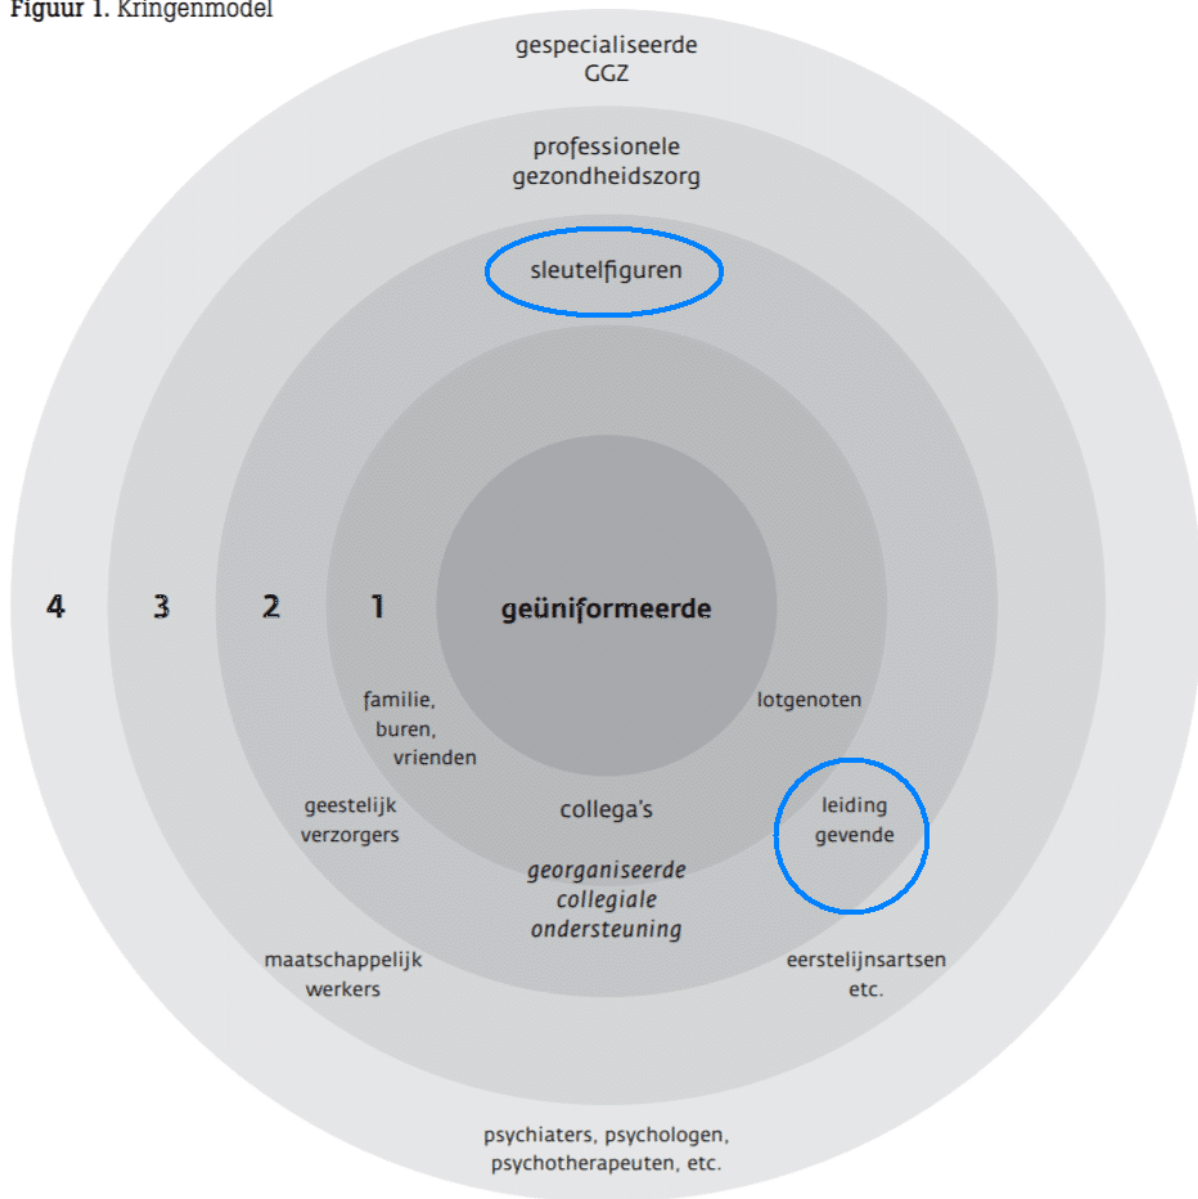 Figuur 1. Kringenmodel
gespecialiseerde
GGZ
professionele
gezondheidszorg
sleutelfiguren
4 3 2 1 geüniformeerde
familie,
buren,
vrienden
lotgenoten
geestelijk
verzorgers
collega's
leiding
gevende
georganiseerde
collegiale
ondersteuning
maatschappelijk
werkers
eerstelijnsartsen
etc.
psychiaters, psychologen,
psychotherapeuten, etc.